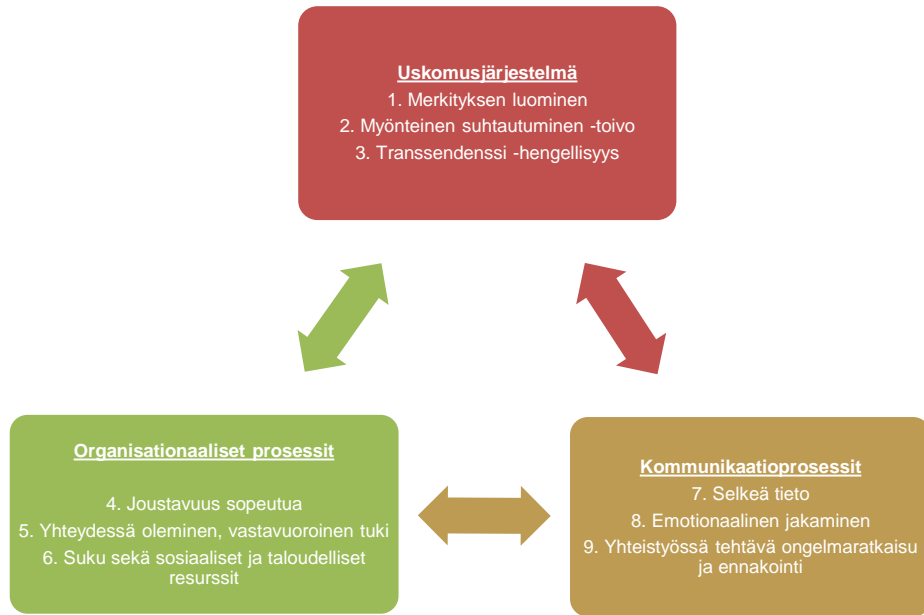 Uskomusjärjestelmä
1. Merkityksen luominen
2. Myönteinen suhtautuminen -toivo
3. Transsendenssi -hengellisyys
Organisationaaliset prosessit
4. Joustavuus sopeutua
5. Yhteydessä oleminen, vastavuoroinen tuki
6. Suku sekä sosiaaliset ja taloudelliset
resurssit
Kommunikaatioprosessit
7. Selkeä tieto
8. Emotionaalinen jakaminen
9. Yhteistyössä tehtävä ongelmaratkaisu
ja ennakointi